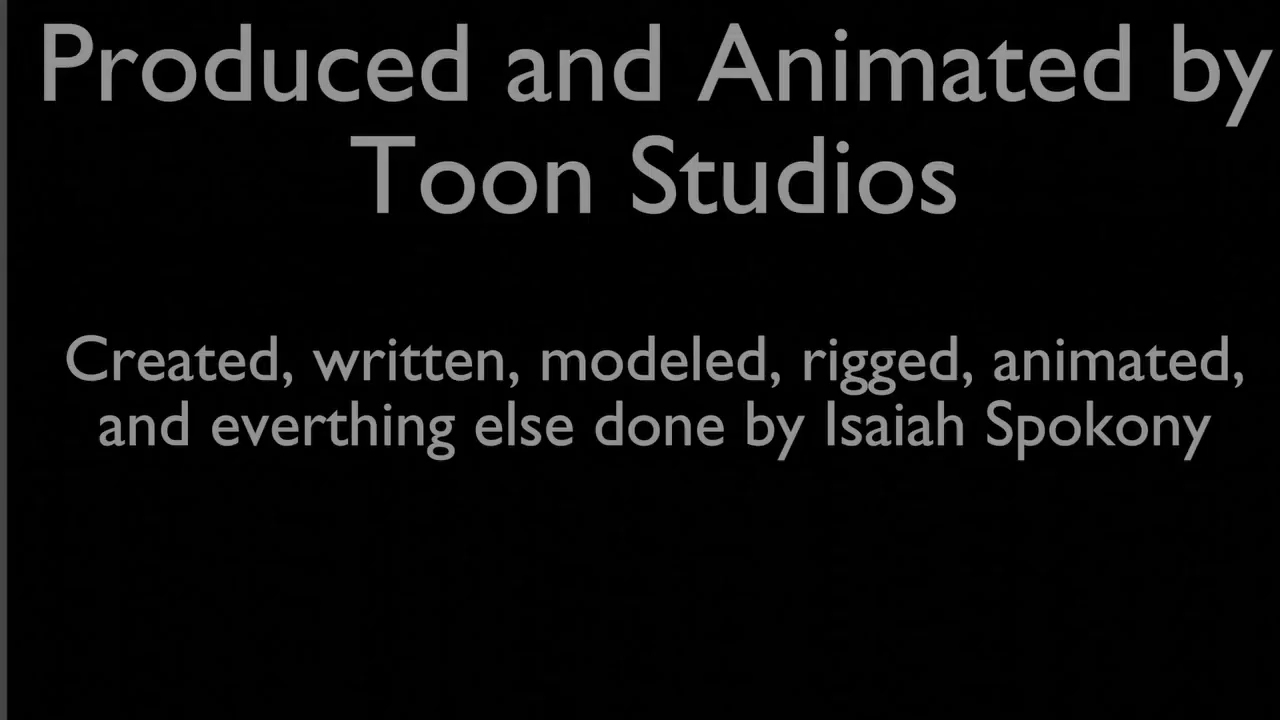 Produced and Animated by
Toon Studios
Created, written, modeled, rigged, animated,
and everthing else done by Isaiah Spokony